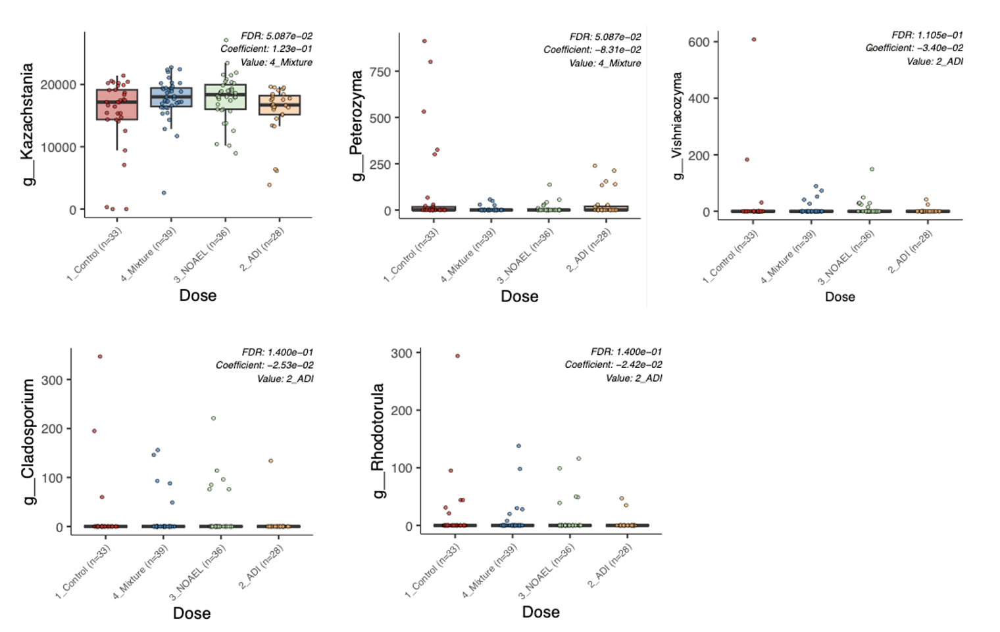 FDR: 5.087e−02
Coefficient: 1.23e−01
Value: 4_Mixture
g__Kazachstania
20000
10000
0
1_Control (n=33)
4_Mixture (n=39)
3_NOAEL (n=36)
2_ADI (n=28)
Dose
FDR: 5.087e−02
Coefficient: −8.31e−02
Value: 4_Mixture
g__Peterozyma
750
500
250
0
1_Control (n=33)
4_Mixture (n=39)
3_NOAEL (n=36)
2_ADI (n=28)
Dose
FDR: 1.105e−01
Coefficient: −3.40e−02
Value: 2_ADI
g__Vishniacozyma
600
400
200
0
1_Control (n=33)
4_Mixture (n=39)
3_NOAEL (n=36)
2_ADI (n=28)
Dose
FDR: 1.400e−01
Coefficient: −2.53e−02
Value: 2_ADI
g__Cladosporium
300
200
100
0
1_Control (n=33)
4_Mixture (n=39)
3_NOAEL (n=36)
2_ADI (n=28)
Dose
FDR: 1.400e−01
Coefficient: −2.42e−02
Value: 2_ADI
g__Rhodotorula
300
200
100
0
1_Control (n=33)
4_Mixture (n=39)
3_NOAEL (n=36)
2_ADI (n=28)
Dose